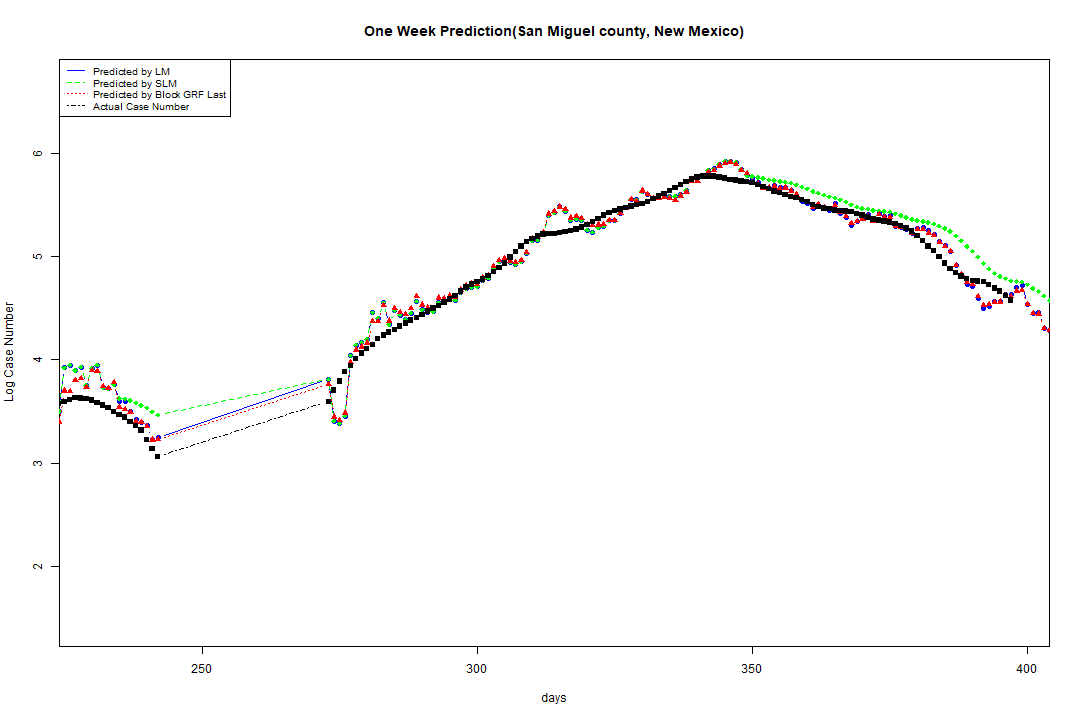 One Week Prediction(San Miguel county, New Mexico)
Predicted by LM
Predicted by SLM
Predicted by Block GRF Last
Actual Case Number
6
5
4
3
2
Log Case Number
250
300
350
400
days